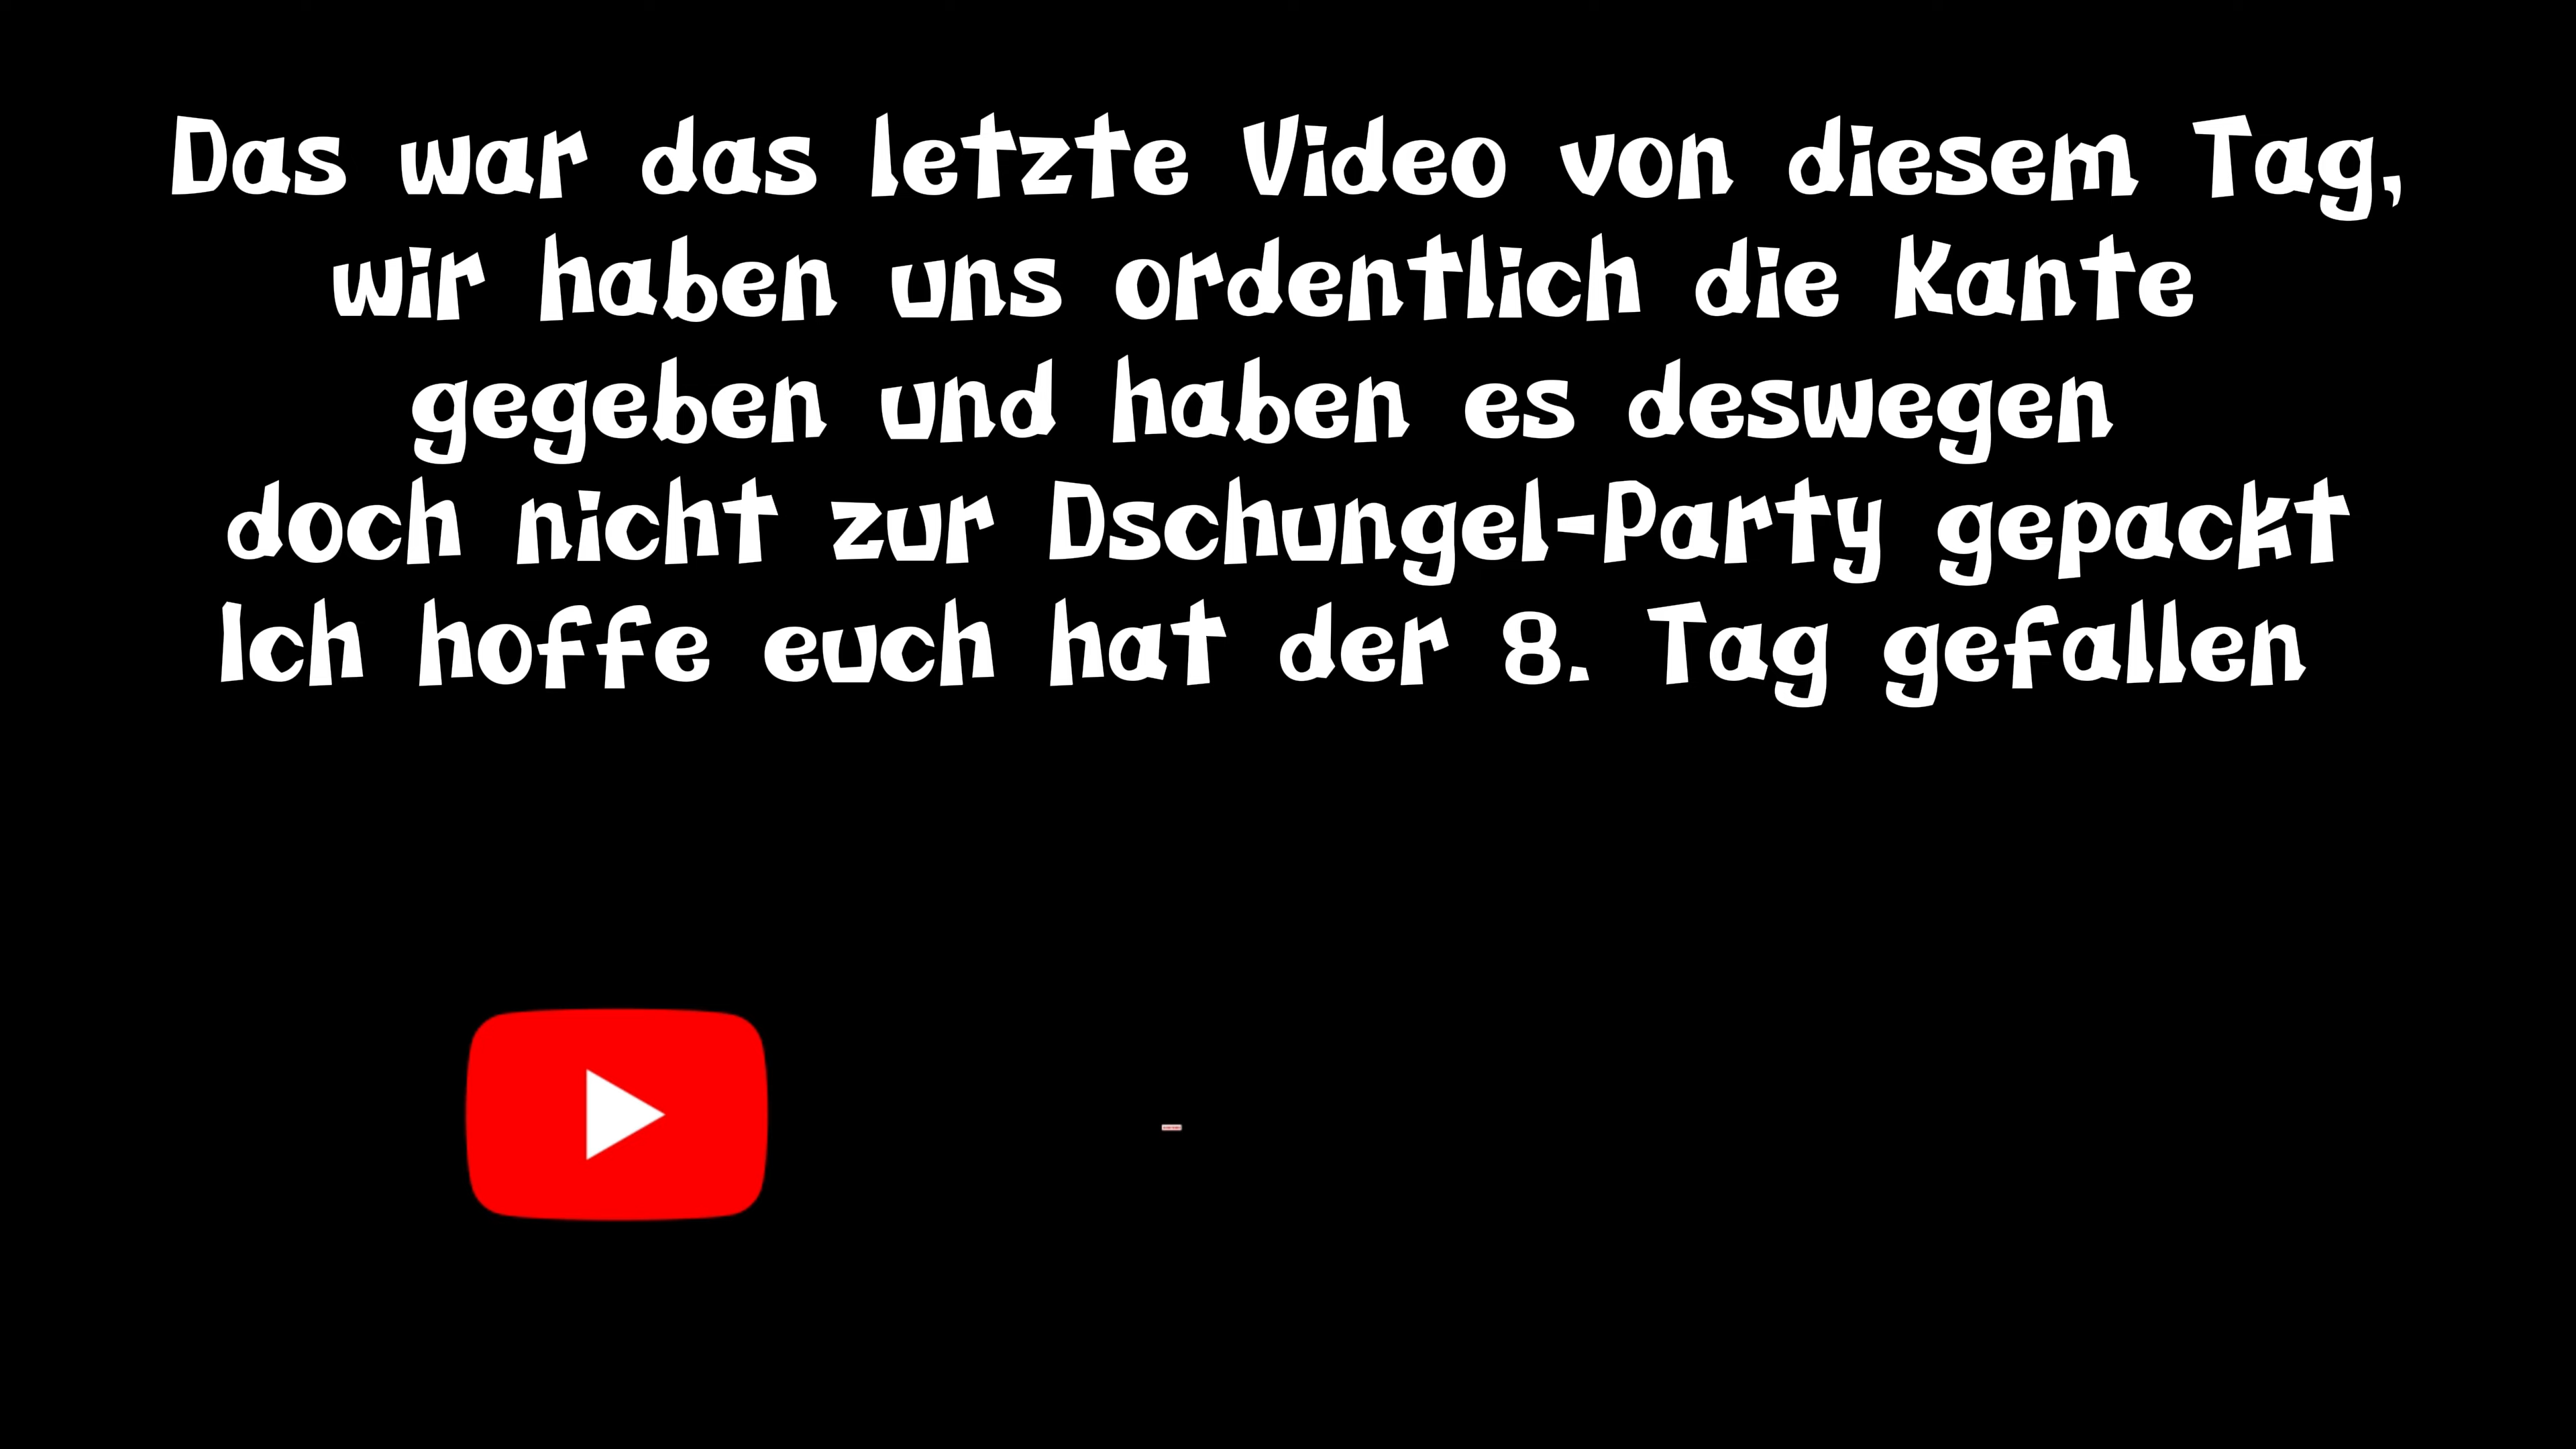 Das war das letzte Video von diesem Tag,
wir haben uns ordentlich die Kante
gegeben und haben es deswegen
doch nicht zur Dschungel-Party gepackt
Ich hoffe euch hat der 8. Tag gefallen